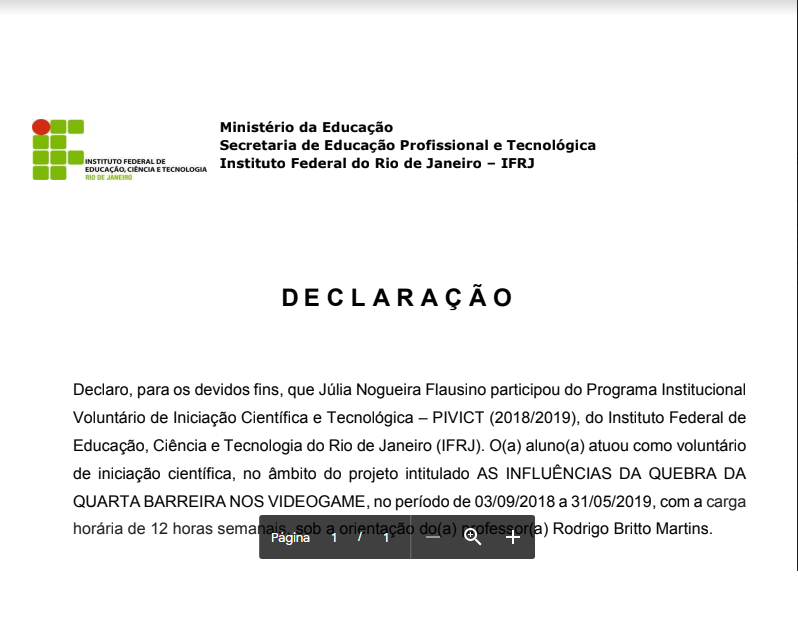 Ministério da Educação
Secretaria de Educação Profissional e Tecnológica
Instituto Federal do Rio de Janeiro – IFRJ
INSTITUTO FEDERAL DE
EDUCAÇÃO, CIÊNCIA E TECNOLOGIA
RIO DE JANEIRO
DECLARAÇÃO
Declaro, para os devidos fins, que Júlia Nogueira Flausino participou do Programa Institucional
Voluntário de Iniciação Científica e Tecnológica – PIVICT (2018/2019), do Instituto Federal de
Educação, Ciência e Tecnologia do Rio de Janeiro (IFRJ). O(a) aluno(a) atuou como voluntário
de iniciação científica, no âmbito do projeto intitulado AS INFLUÊNCIAS DA QUEBRA DA
QUARTA BARREIRA NOS VIDEOGAME, no período de 03/09/2018 a 31/05/2019, com a carga
horária de 12 horas semanais, sob a orientação do(a) professor(a) Rodrigo Britto Martins.
Página 1 / 1